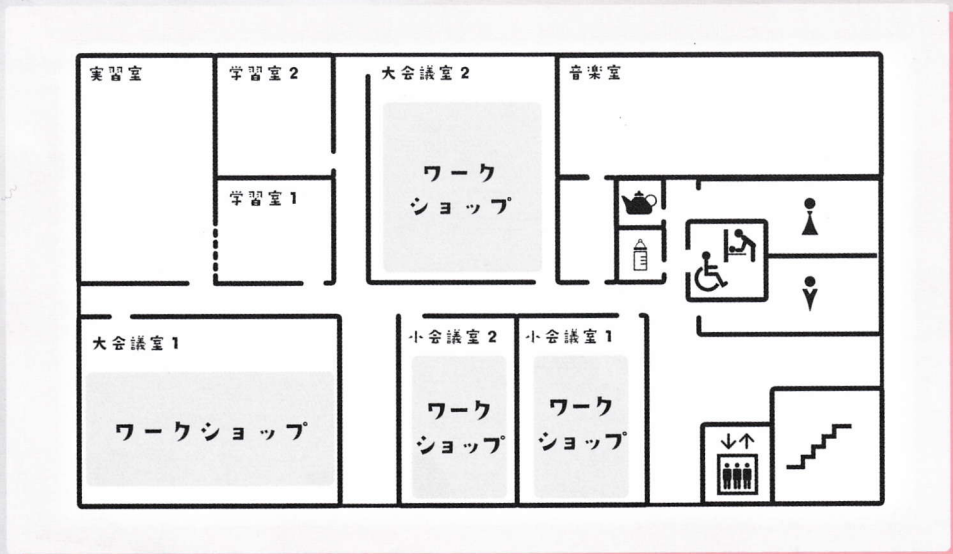 実習室
学習室 2
大会議室 2
音楽室
ワーク
ショップ
学習室 1
大会議室 1
ワークショップ
小会議室 2
ワーク
ショップ
小会議室 1
ワーク
ショップ